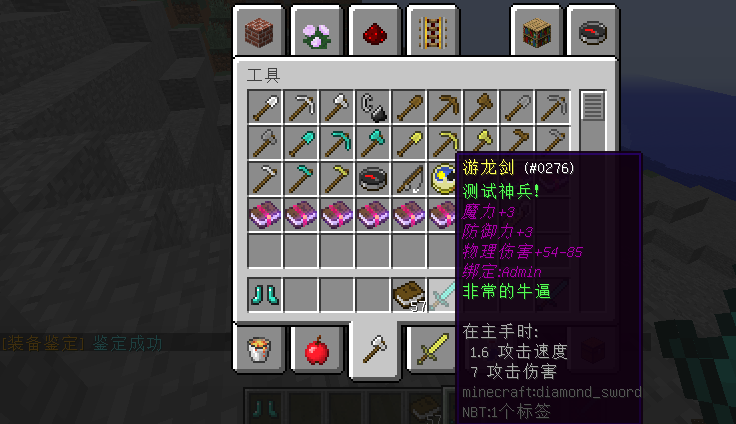 工具
游龙剑 (#0276)
测试神兵!
魔力+3
防御力+3
物理伤害+54-85
绑定:Admin
非常的牛逼
57
[装备鉴定] 鉴定成功
在主手时:
1.6 攻击速度
7 攻击伤害
minecraft:diamond_sword
NBT:1个标签
57